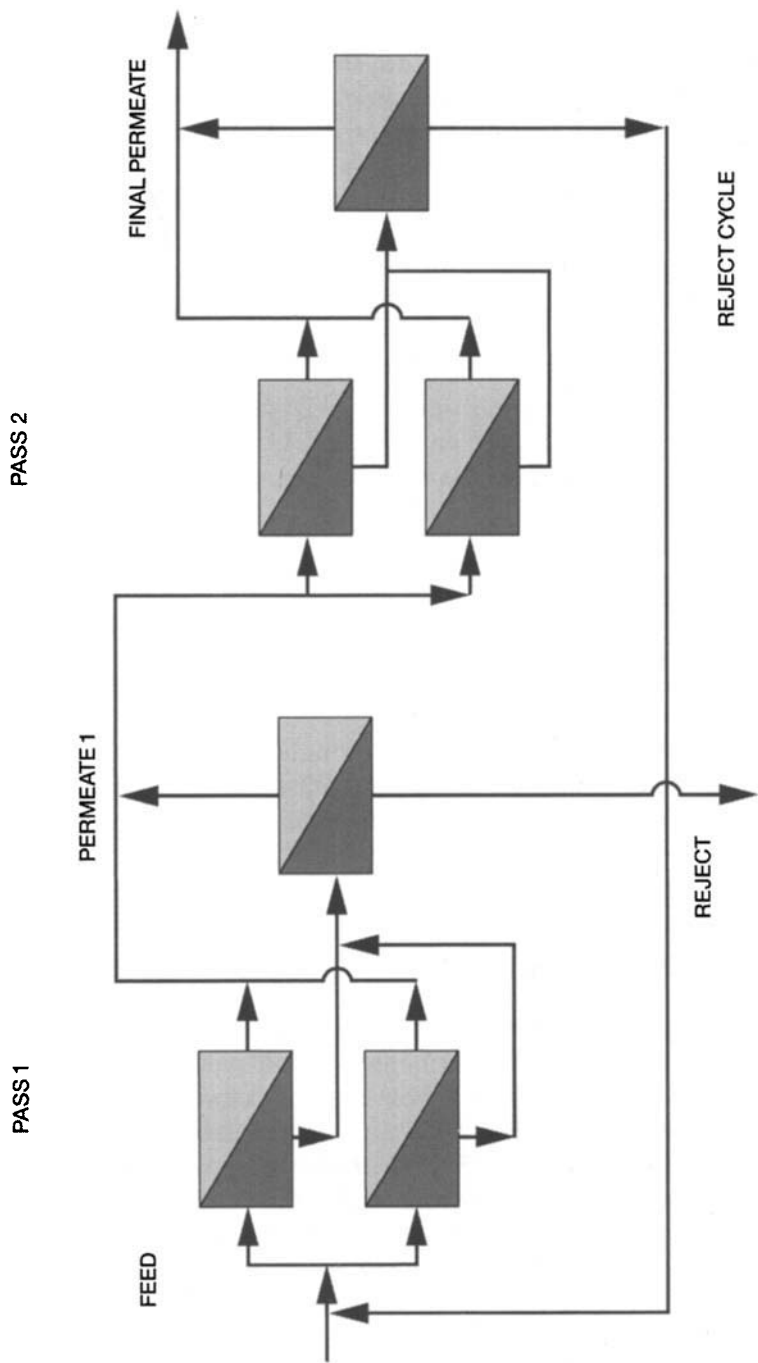 PASS 1
PASS 2
FEED
PERMEATE 1
FINAL PERMEATE
REJECT
REJECT CYCLE